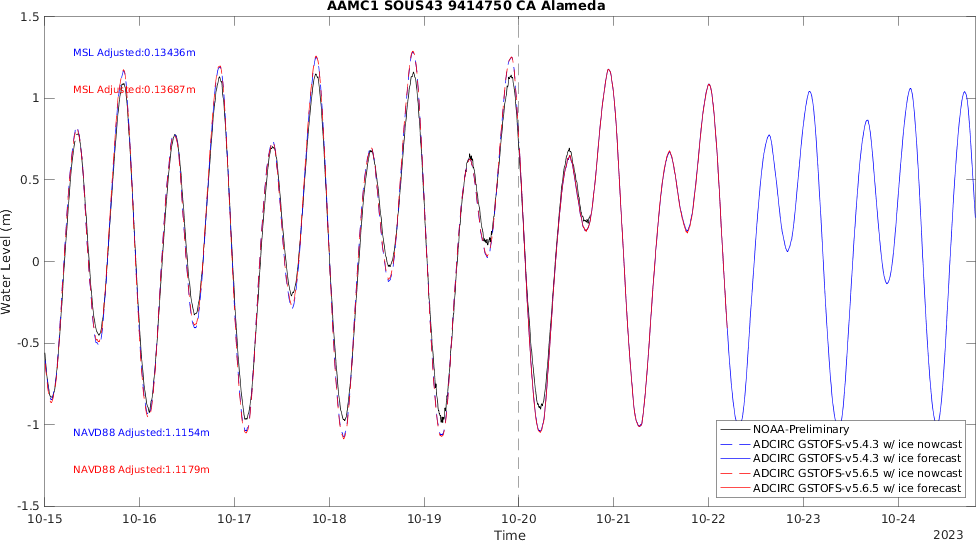 AAMC1 SOUS43 9414750 CA Alameda
1.5
1
0.5
0
-0.5
-1
-1.5
Water Level (m)
MSL Adjusted:0.13436m
MSL Adjusted:0.13687m
NAVD88 Adjusted:1.1154m
NAVD88 Adjusted:1.1179m
NOAA-Preliminary
ADCIRC GSTOFS-v5.4.3 w/ ice nowcast
ADCIRC GSTOFS-v5.4.3 w/ ice forecast
ADCIRC GSTOFS-v5.6.5 w/ ice nowcast
ADCIRC GSTOFS-v5.6.5 w/ ice forecast
10-15 10-16 10-17 10-18 10-19 10-20 10-21 10-22 10-23 10-24
Time
2023